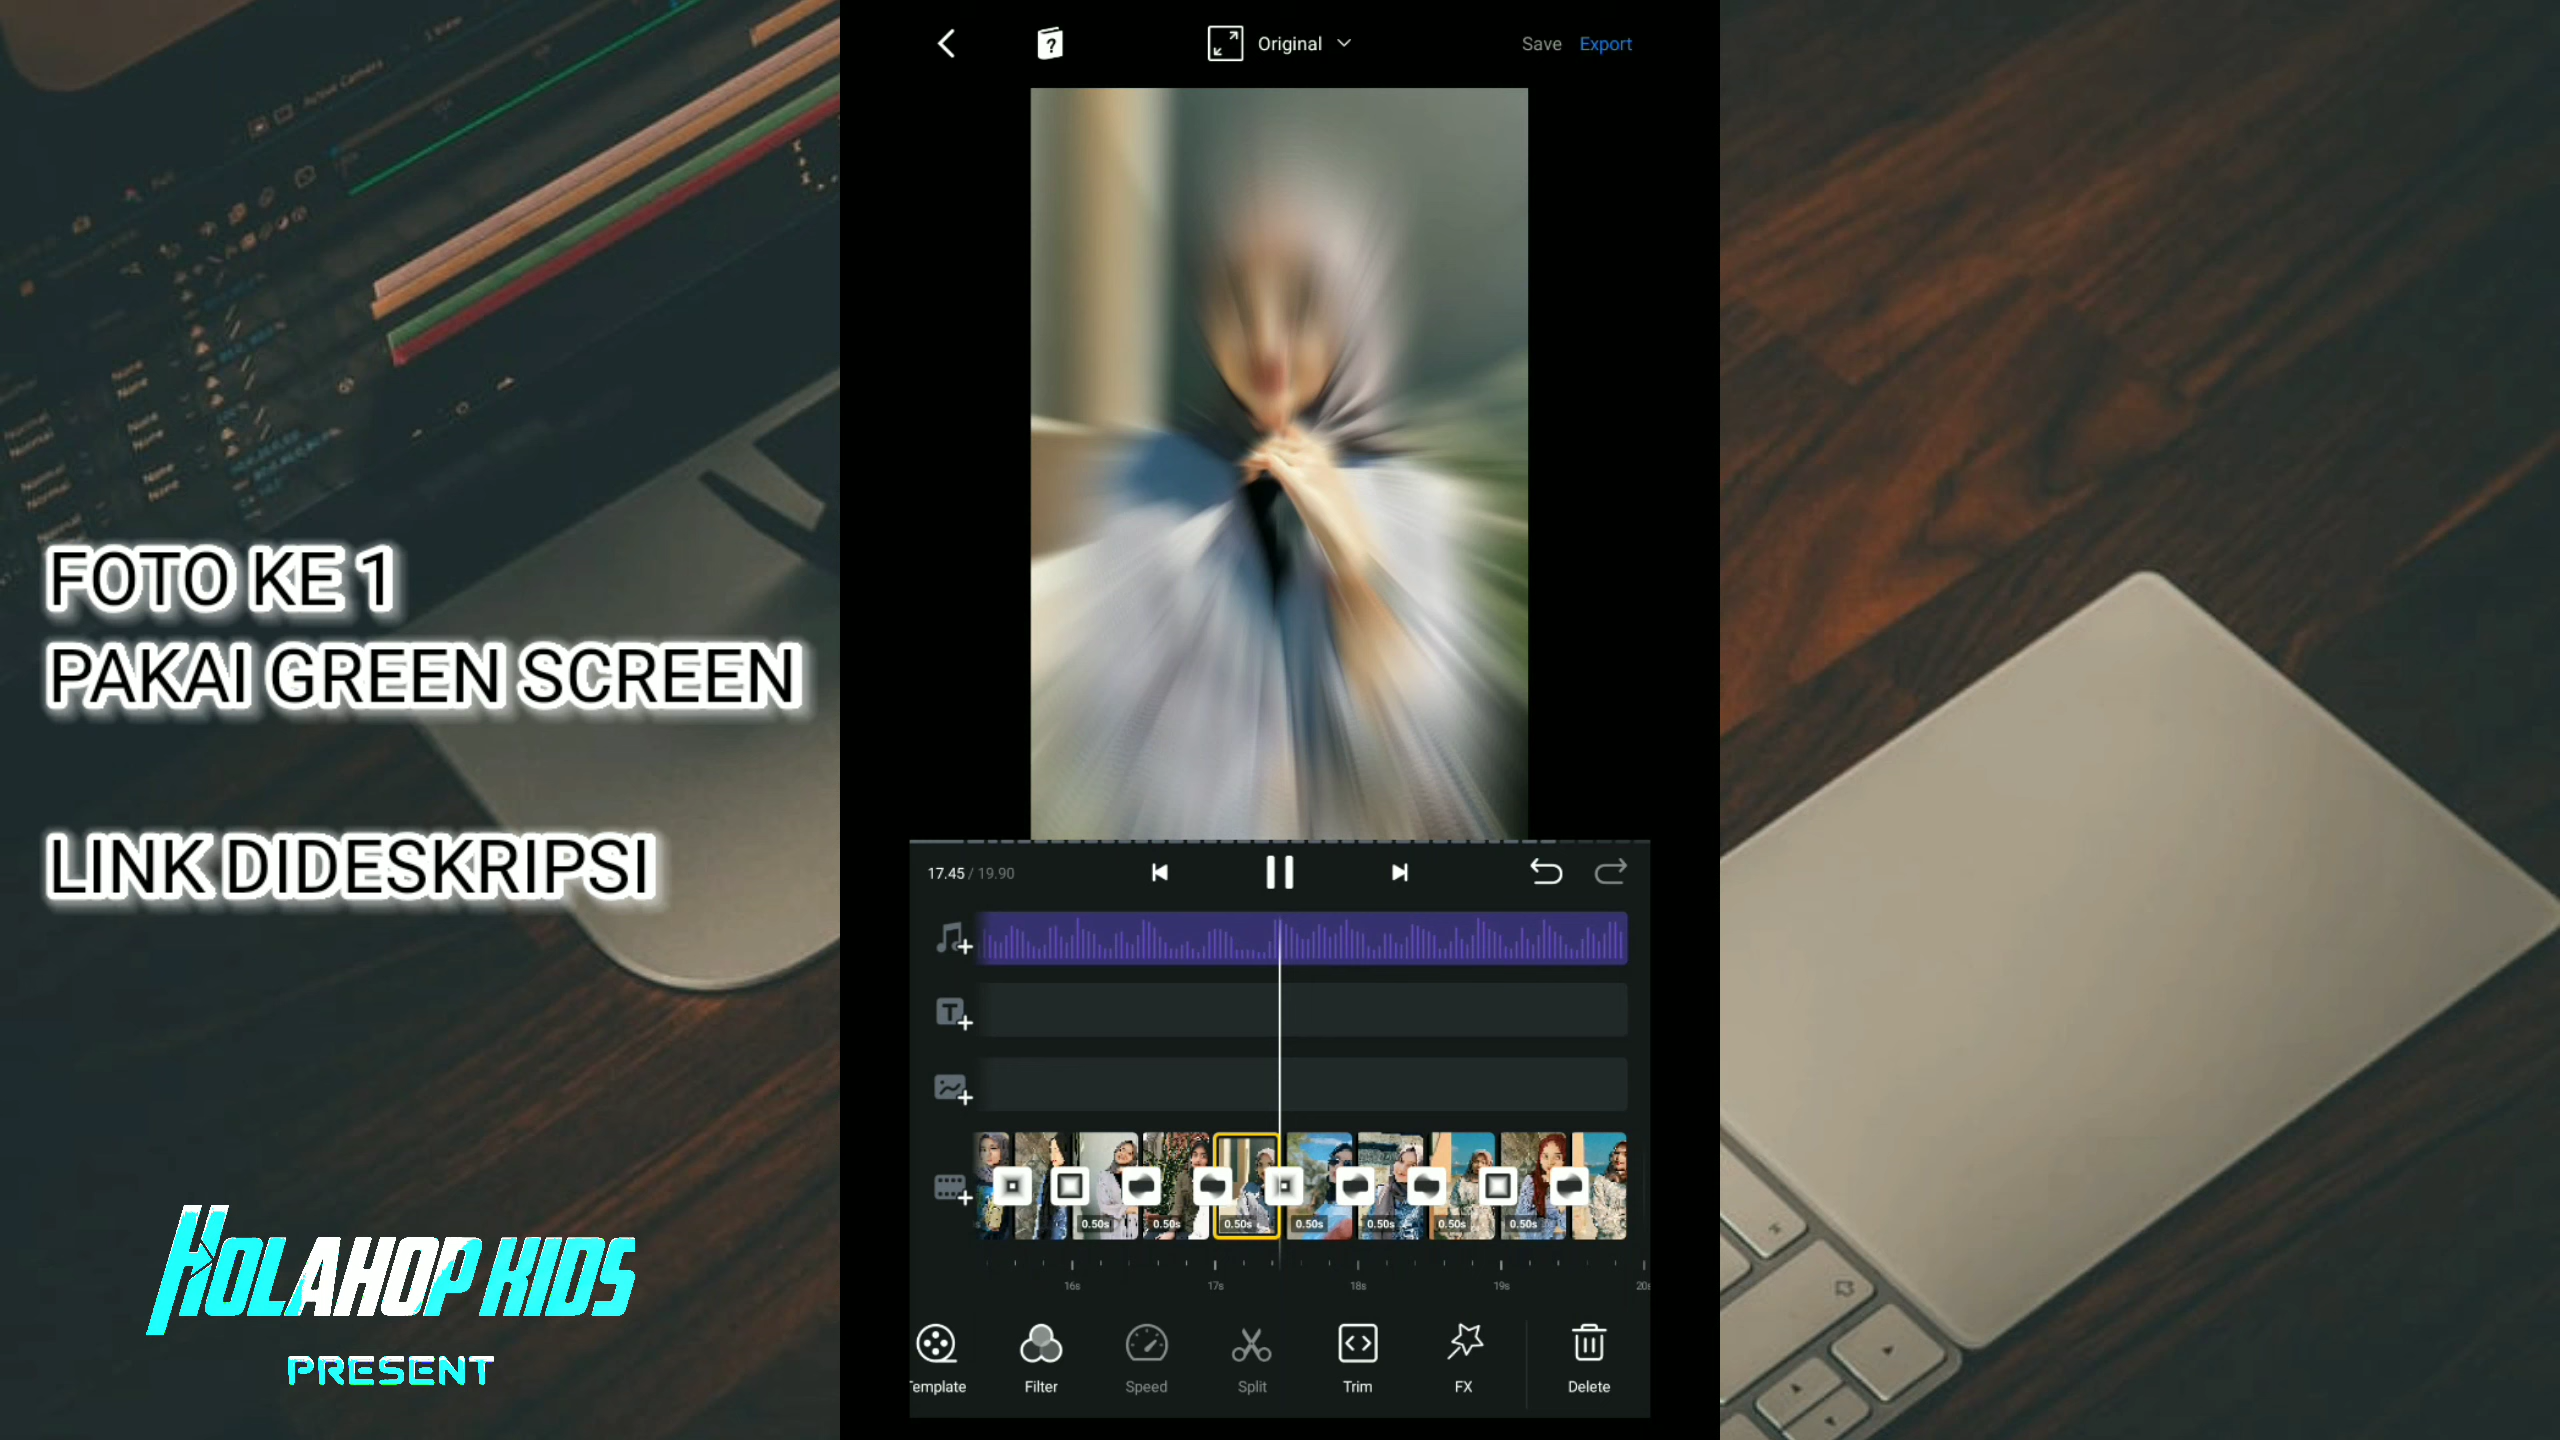 Original
Save Export
FOTO KE 1
PAKAI GREEN SCREEN
LINK DIDESKRIPSI
17.45 / 19.90
0.50s 0.50s 0.50s 0.50s 0.50s 0.50s 0.50s
16s 17s 18s 19s
Filter Speed Split Trim FX Delete
HOLAHOP KIDS
PRESENT